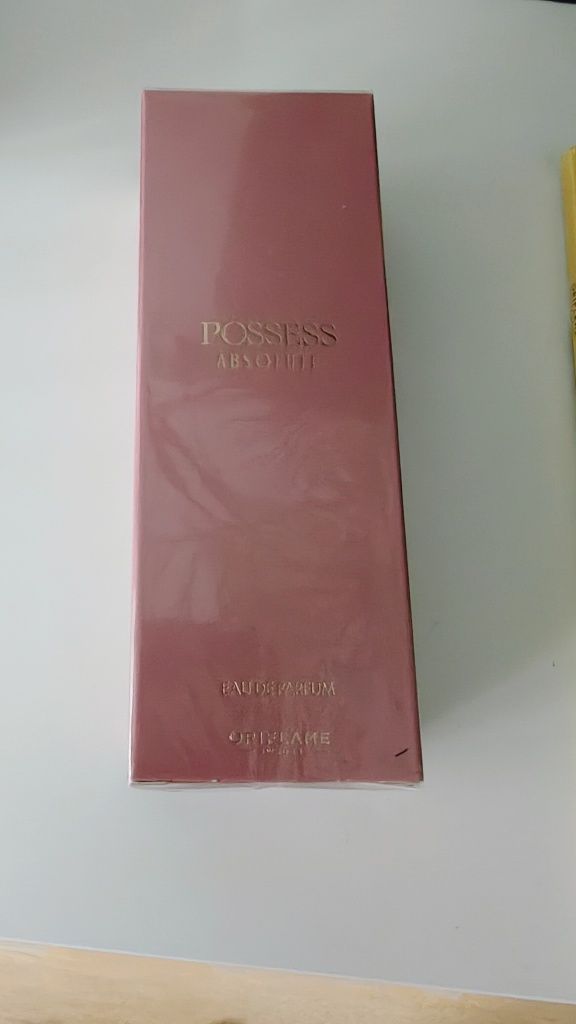 POSSESS
ABSOLUTE
EAU DE PARFUM
ORIFLAME